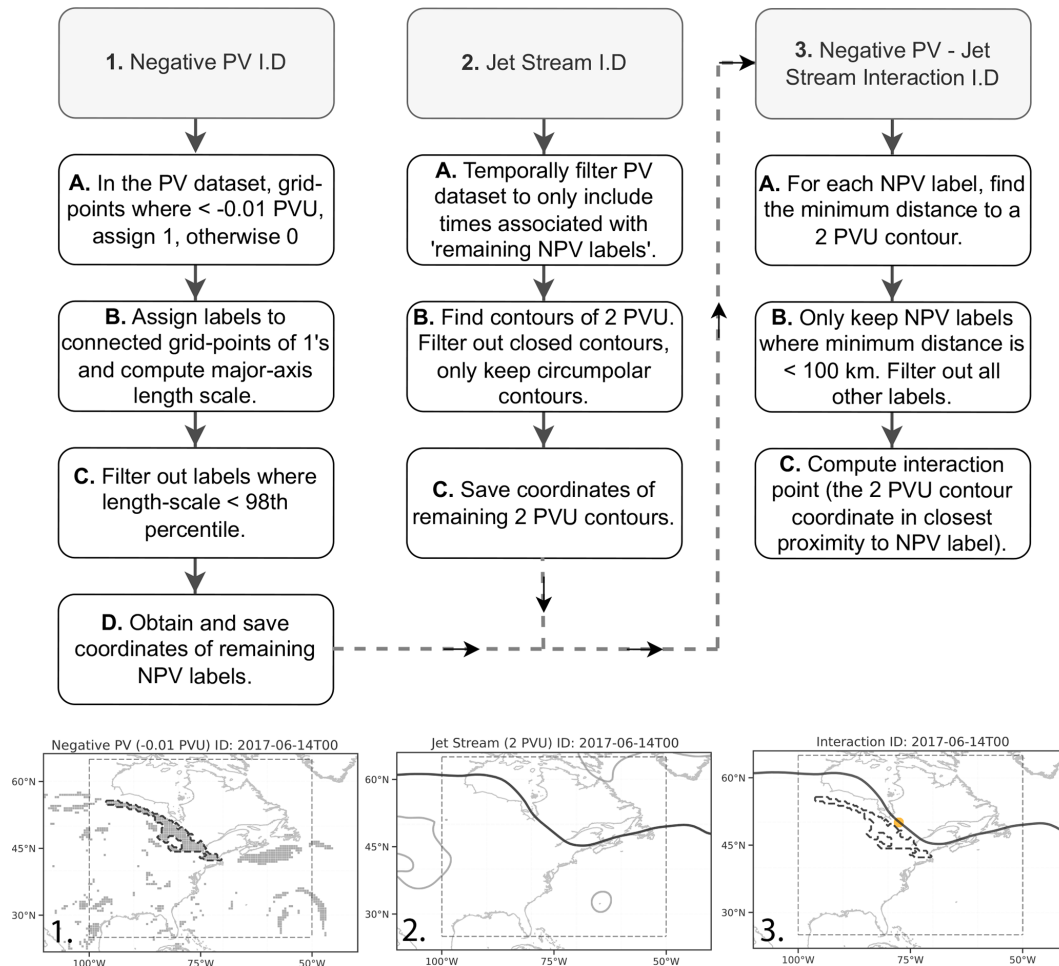 1. Negative PV I.D
A. In the PV dataset, grid-
points where < -0.01 PVU,
assign 1, otherwise 0
B. Assign labels to
connected grid-points of 1's
and compute major-axis
length scale.
C. Filter out labels where
length-scale < 98th
percentile.
D. Obtain and save
coordinates of remaining
NPV labels.
2. Jet Stream I.D
A. Temporally filter PV
dataset to only include
times associated with
'remaining NPV labels'.
B. Find contours of 2 PVU.
Filter out closed contours,
only keep circumpolar
contours.
C. Save coordinates of
remaining 2 PVU contours.
3. Negative PV - Jet
Stream Interaction I.D
A. For each NPV label, find
the minimum distance to a
2 PVU contour.
B. Only keep NPV labels
where minimum distance is
< 100 km. Filter out all
other labels.
C. Compute interaction
point (the 2 PVU contour
coordinate in closest
proximity to NPV label).
Negative PV (-0.01 PVU) ID: 2017-06-14T00
60°N
45°N
30°N
1.
100°W
75°W
50°W
Jet Stream (2 PVU) ID: 2017-06-14T00
60°N
45°N
30°N
2.
100°W
75°W
50°W
Interaction ID: 2017-06-14T00
60°N
45°N
30°N
3.
100°W
75°W
50°W